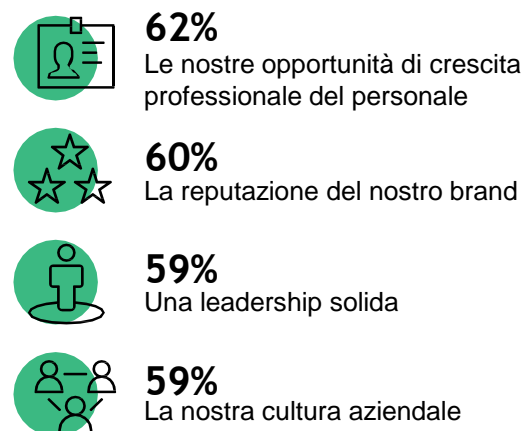 62%
Le nostre opportunità di crescita
professionale del personale
60%
La reputazione del nostro brand
59%
Una leadership solida
59%
La nostra cultura aziendale